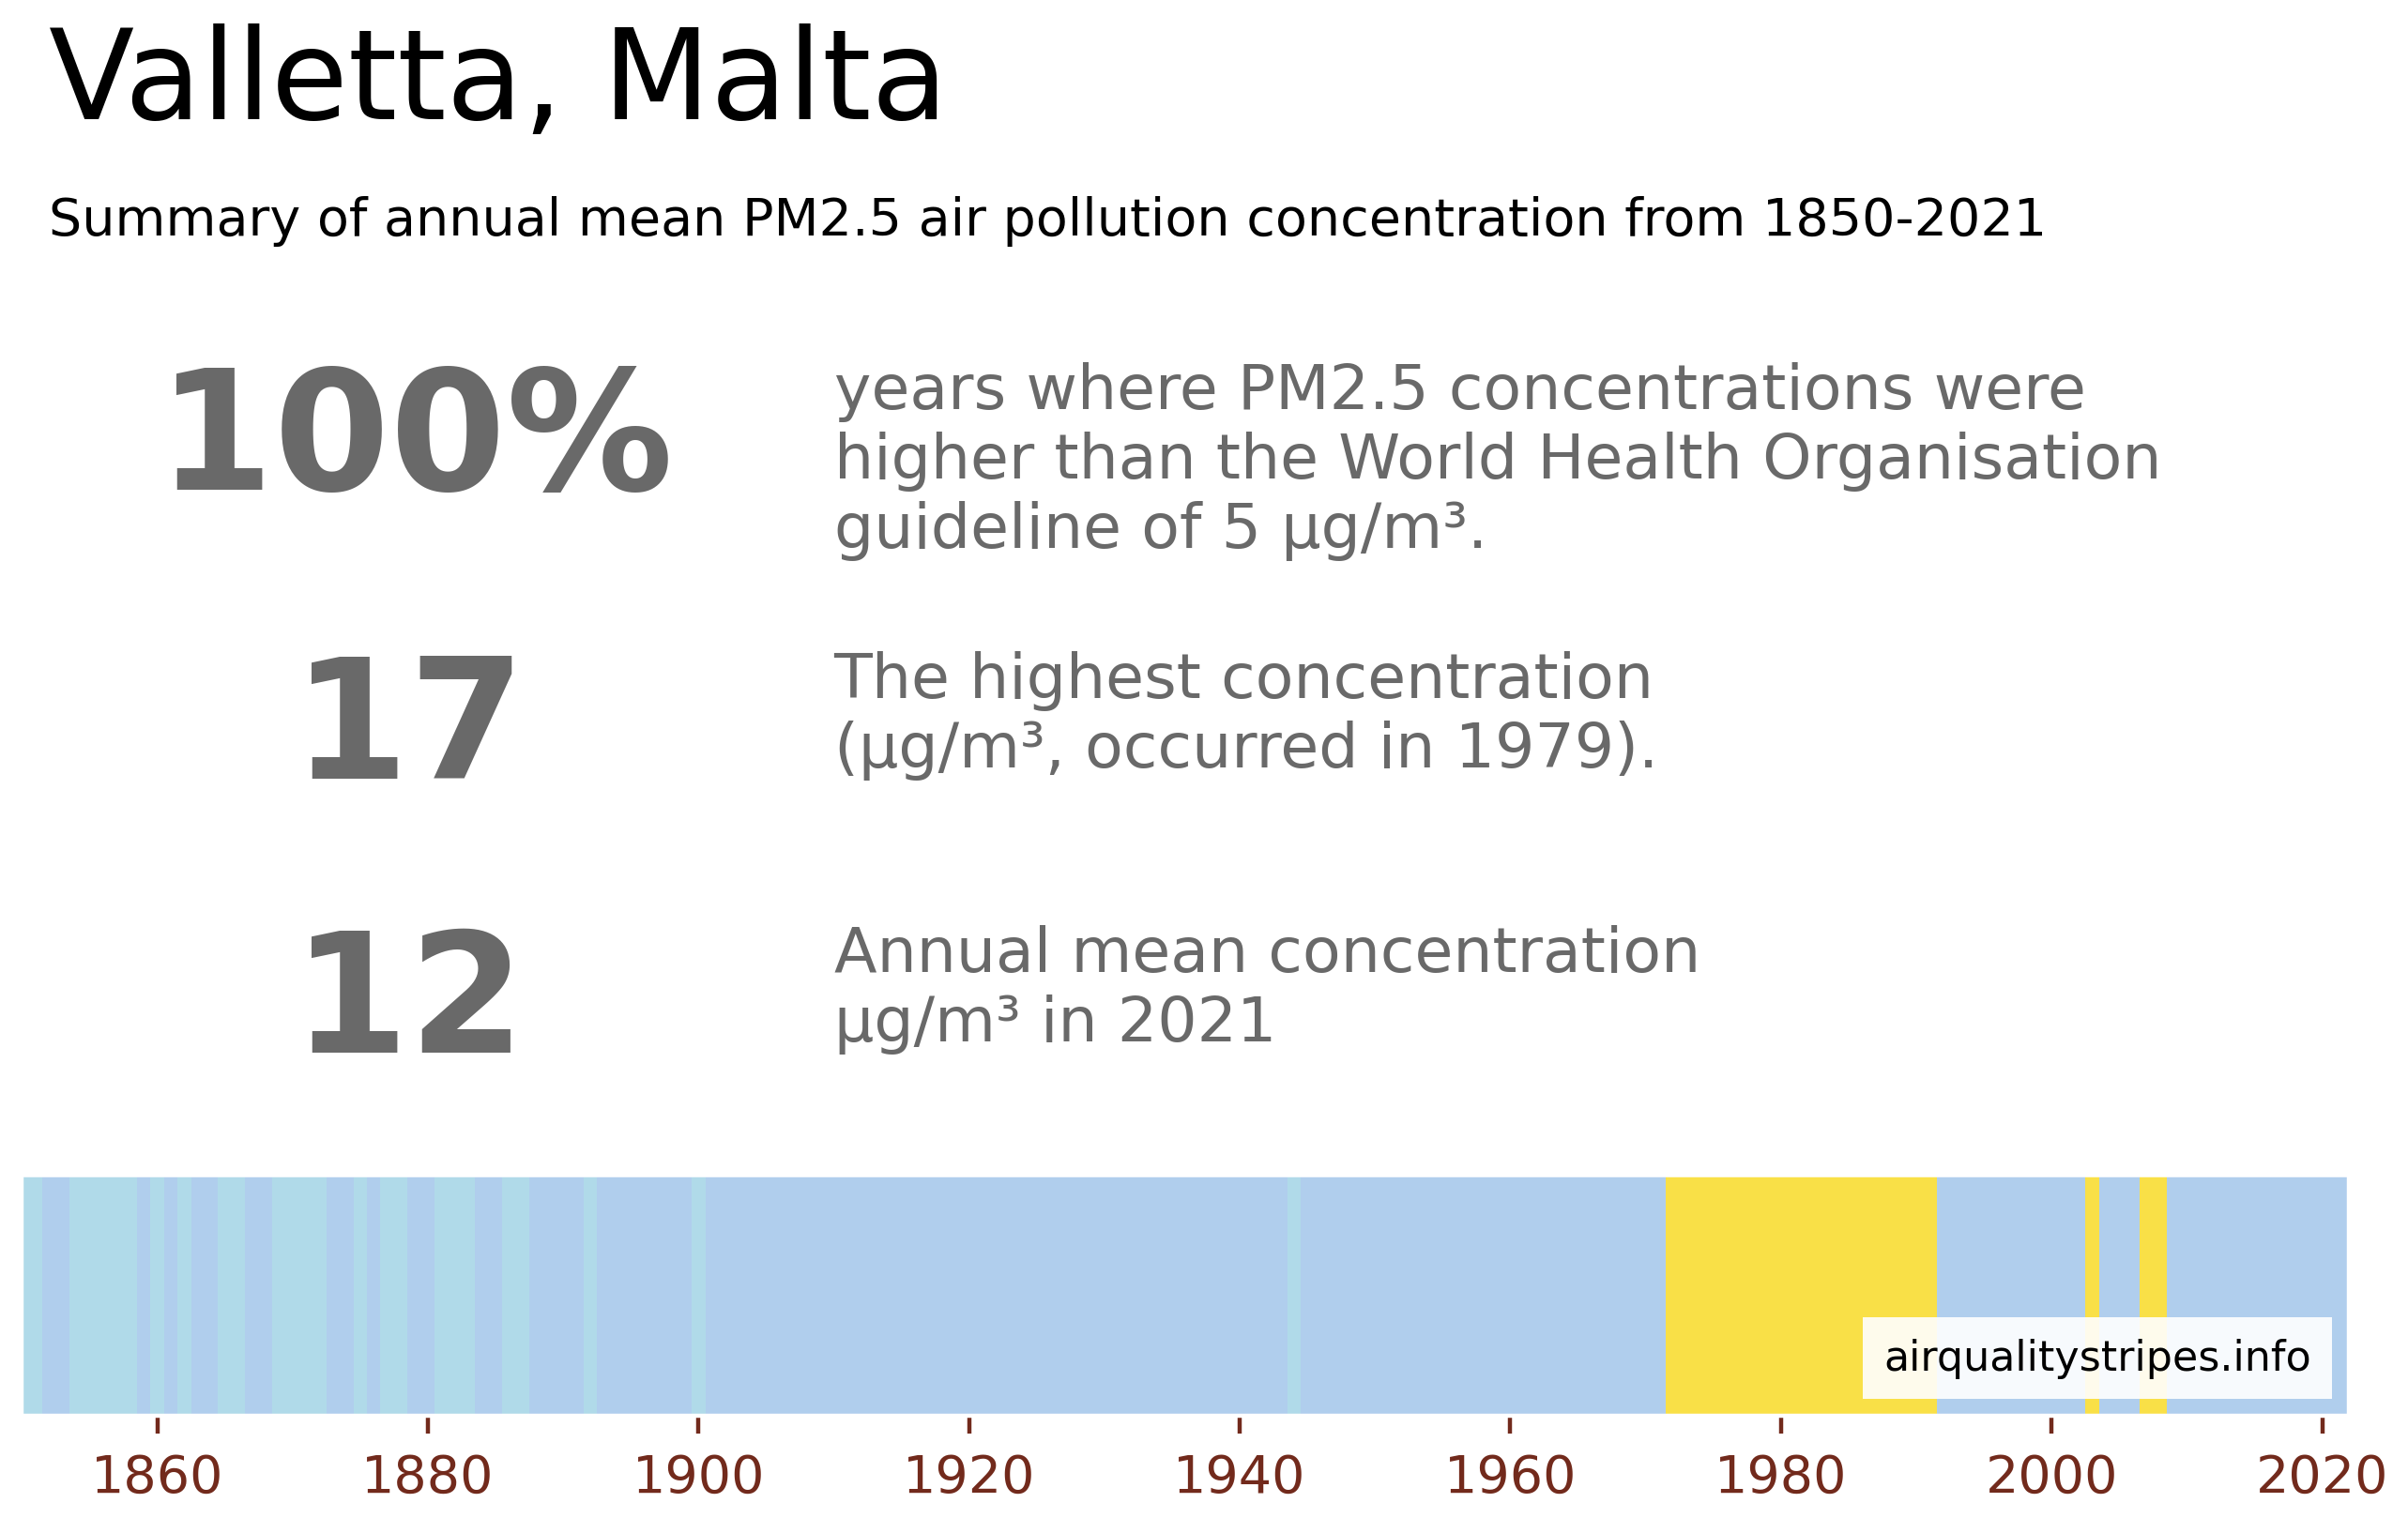 Valletta, Malta
Summary of annual mean PM2.5 air pollution concentration from 1850-2021
100%
years where PM2.5 concentrations were
higher than the World Health Organisation
guideline of 5 µg/m³.
17
The highest concentration
(µg/m³, occurred in 1979).
12
Annual mean concentration
µg/m³ in 2021
airqualitystripes.info
1860 1880 1900 1920 1940 1960 1980 2000 2020